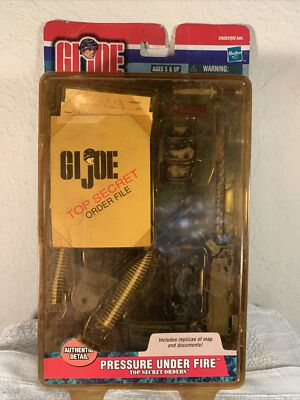 GI JOE
AGES 5 & UP
WARNING:
Hasbro
GI JOE
TOP SECRET
ORDER FILE
AUTHENTIC
DETAIL
Includes replicas of map
and documents!
PRESSURE UNDER FIRE™
TOP SECRET ORDERS